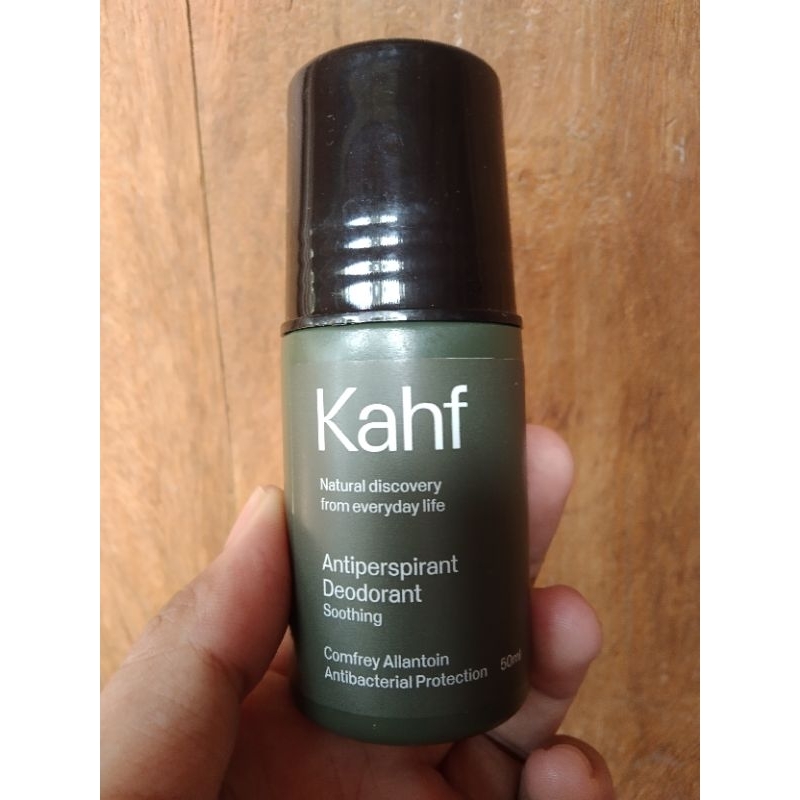 Kahf
Natural discovery
from everyday life
Antiperspirant
Deodorant
Soothing
Comfrey Allantoin
Antibacterial Protection 50ml